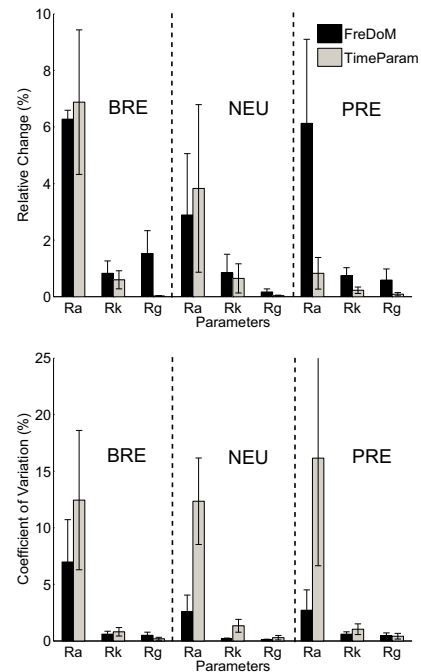 10
8
6
4
2
0
Relative Change (%)
FreDoM
TimeParam
BRE
NEU
PRE
Ra Rk Rg Ra Rk Rg Ra Rk Rg
Parameters
25
20
15
10
5
0
Coefficient of Variation (%)
BRE
NEU
PRE
Ra Rk Rg Ra Rk Rg Ra Rk Rg
Parameters